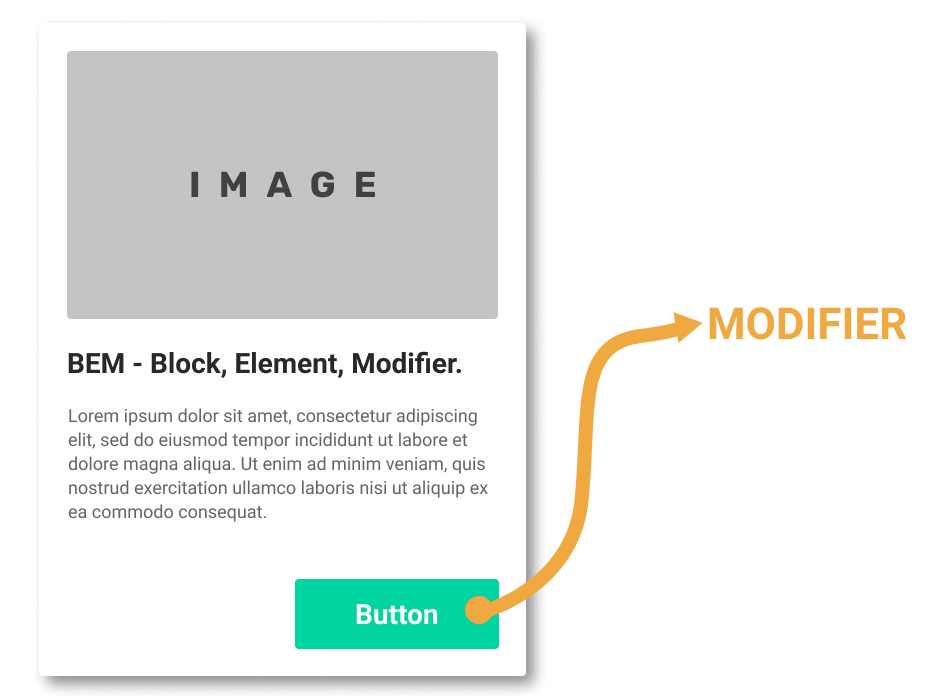 IMAGE
BEM - Block, Element, Modifier.
Lorem ipsum dolor sit amet, consectetur adipiscing
elit, sed do eiusmod tempor incididunt ut labore et
dolore magna aliqua. Ut enim ad minim veniam, quis
nostrud exercitation ullamco laboris nisi ut aliquip ex
ea commodo consequat.
Button
MODIFIER